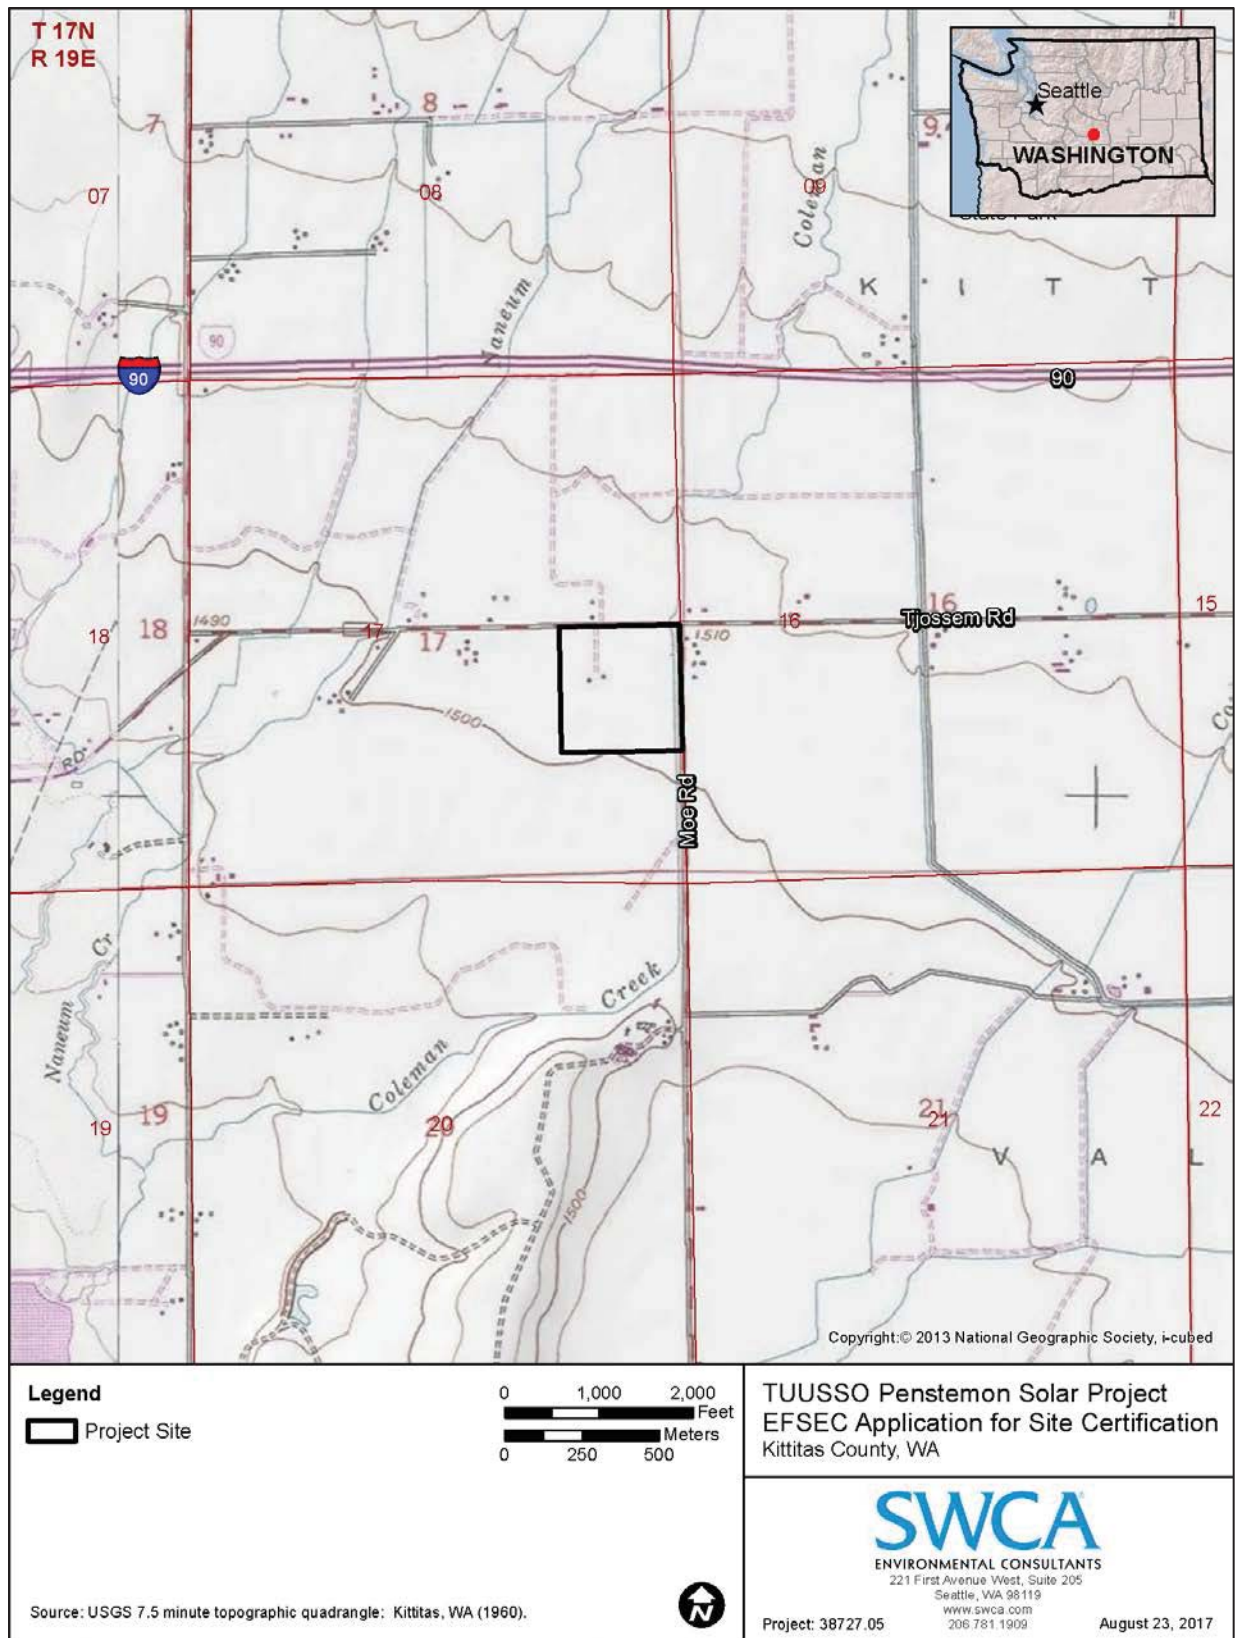 T 17N
R 19E
Seattle
WASHINGTON
7
8
9
07
08
09
Coleman
Naneum
K I T T
90
90
90
Tjossem Rd
18
18
1490
17
17
1510
16
16
15
1500
RD
Moe Rd
Naneum Cr
Creek
Coleman
19
19
20
20
1500
21
21
22
V A L
Copyright:© 2013 National Geographic Society, i-cubed
Legend
Project Site
0 1,000 2,000
Feet
Meters
0 250 500
Source: USGS 7.5 minute topographic quadrangle: Kittitas, WA (1960).
N
TUUSSO Penstemon Solar Project
EFSEC Application for Site Certification
Kittitas County, WA
SWCA
ENVIRONMENTAL CONSULTANTS
221 First Avenue West, Suite 205
Seattle, WA 98119
www.swca.com
206.781.1909
Project: 38727.05
August 23, 2017